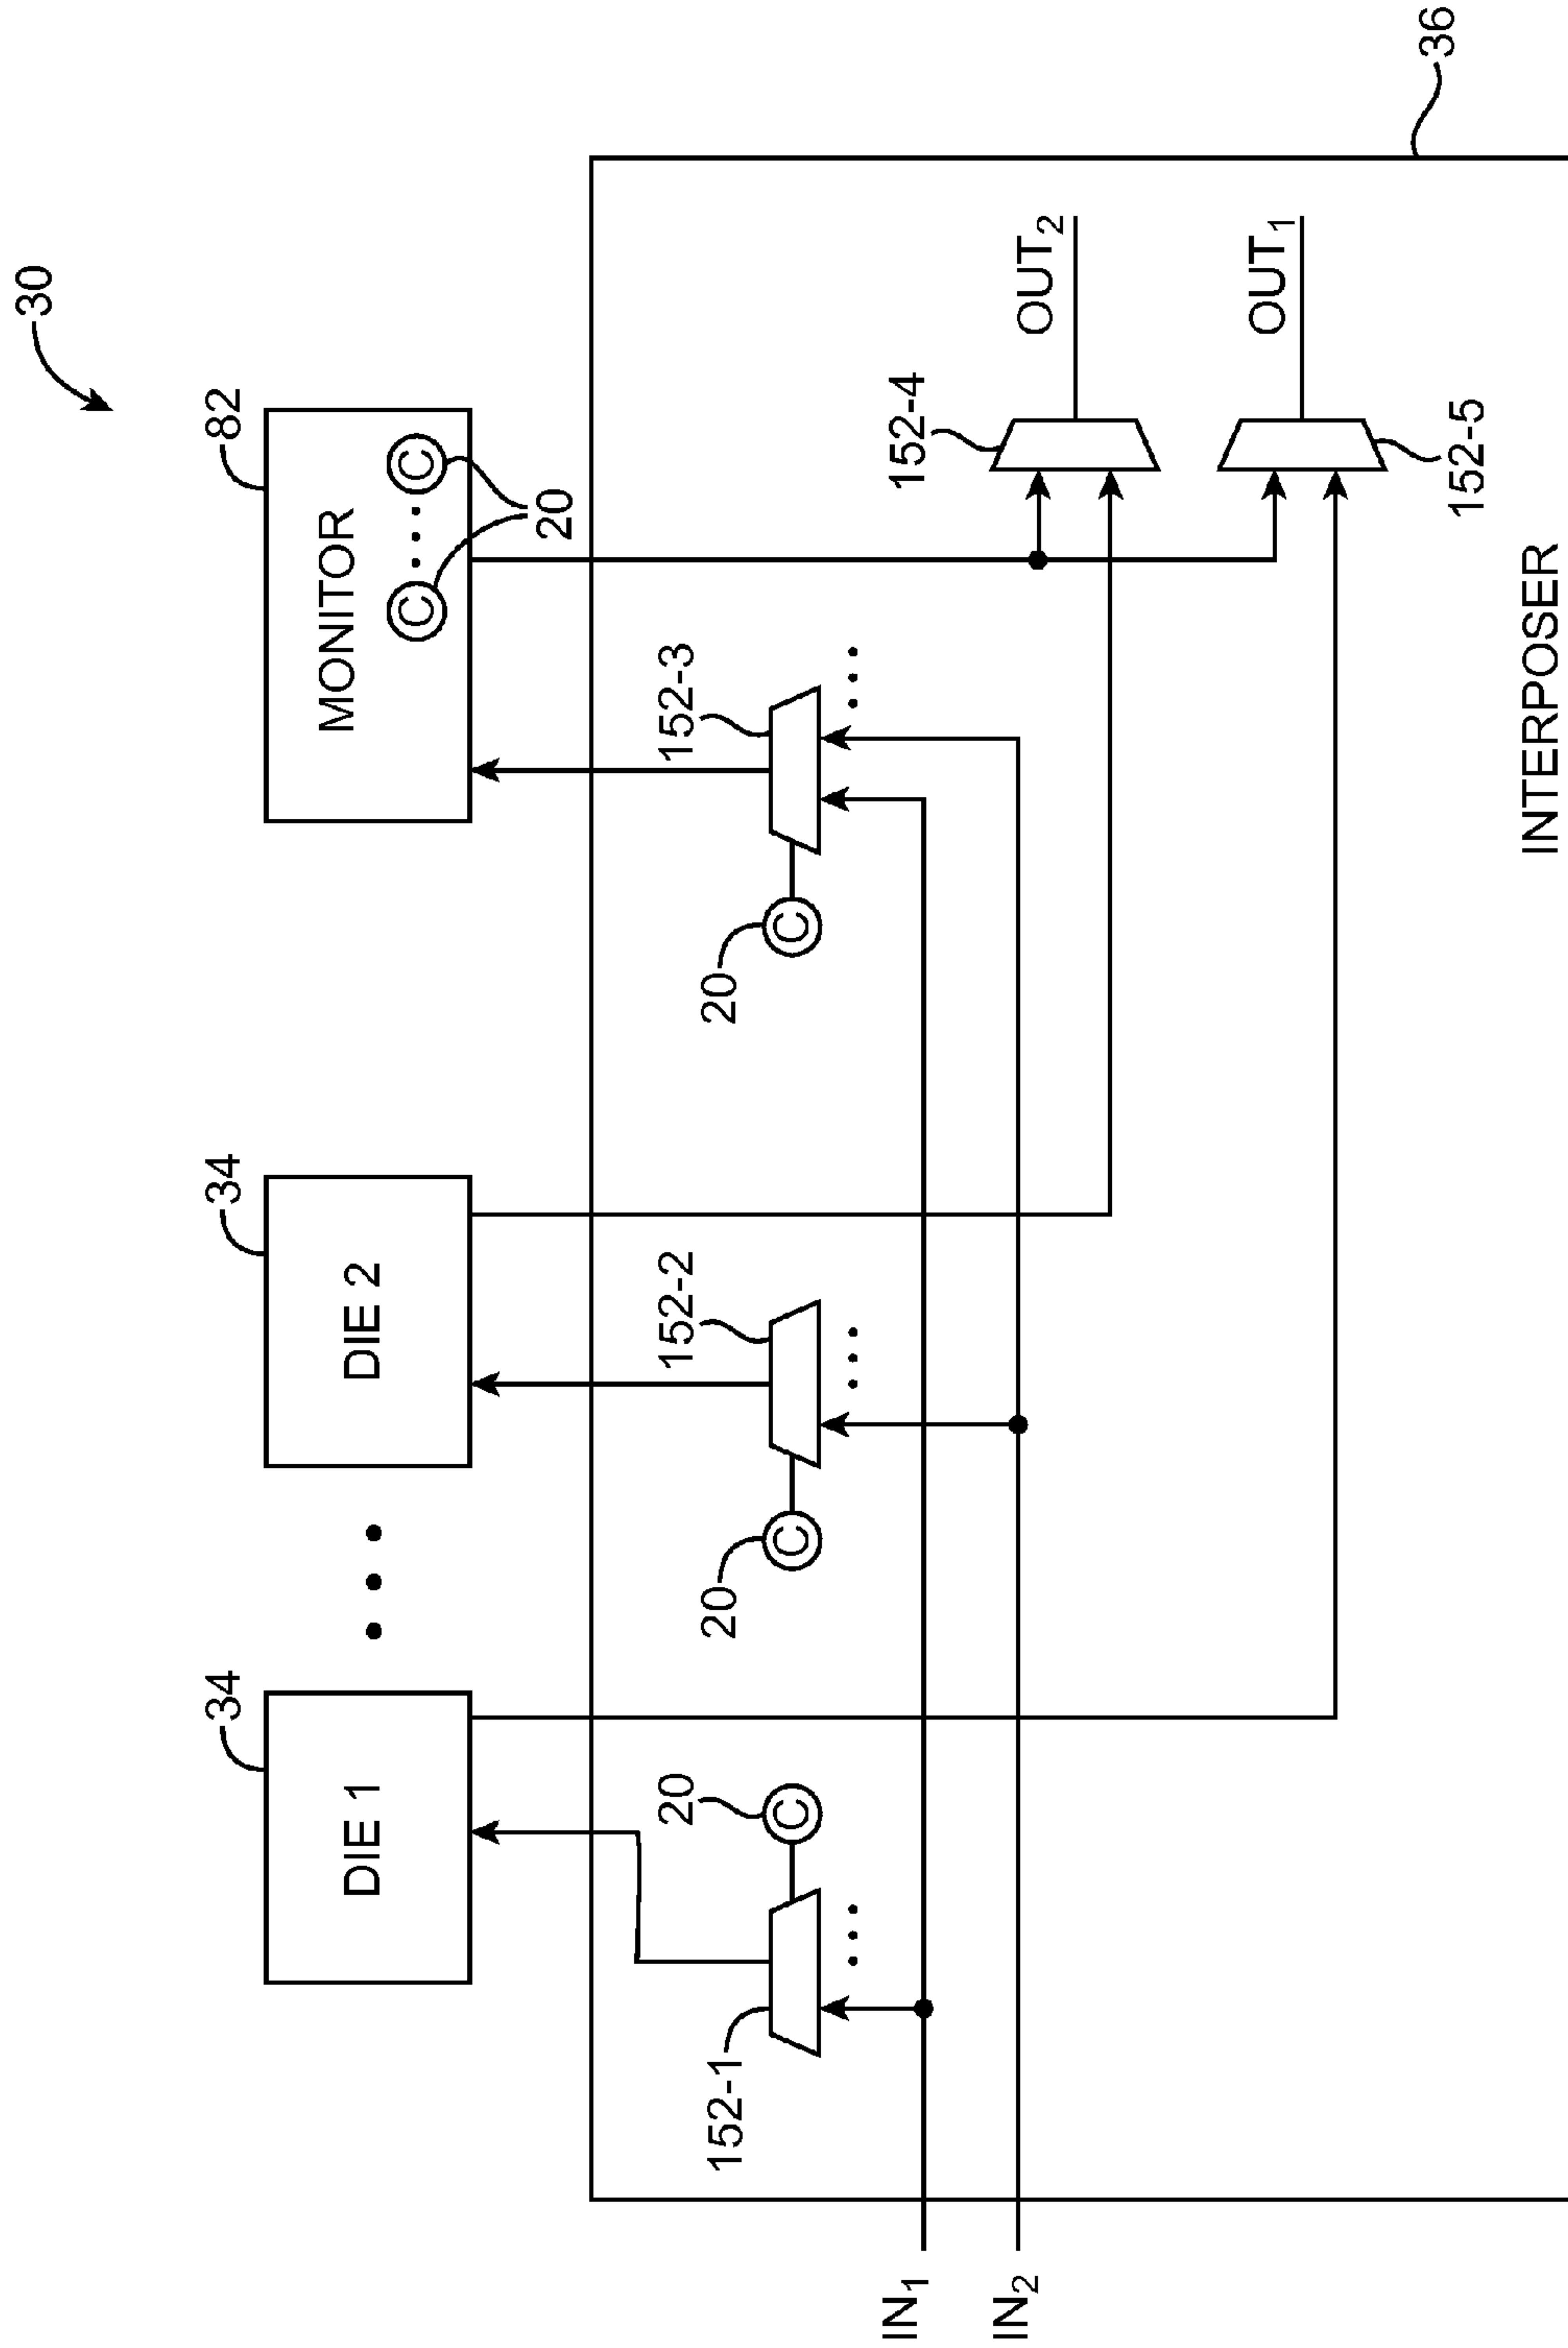 30
34
34
82
DIE 1
• • •
DIE 2
MONITOR
© ••• ©
20
152-1
20
•••
152-2
20
•••
152-3
20
•••
152-4
OUT₂
IN₁
IN₂
OUT₁
152-5
36
INTERPOSER
©
©
©